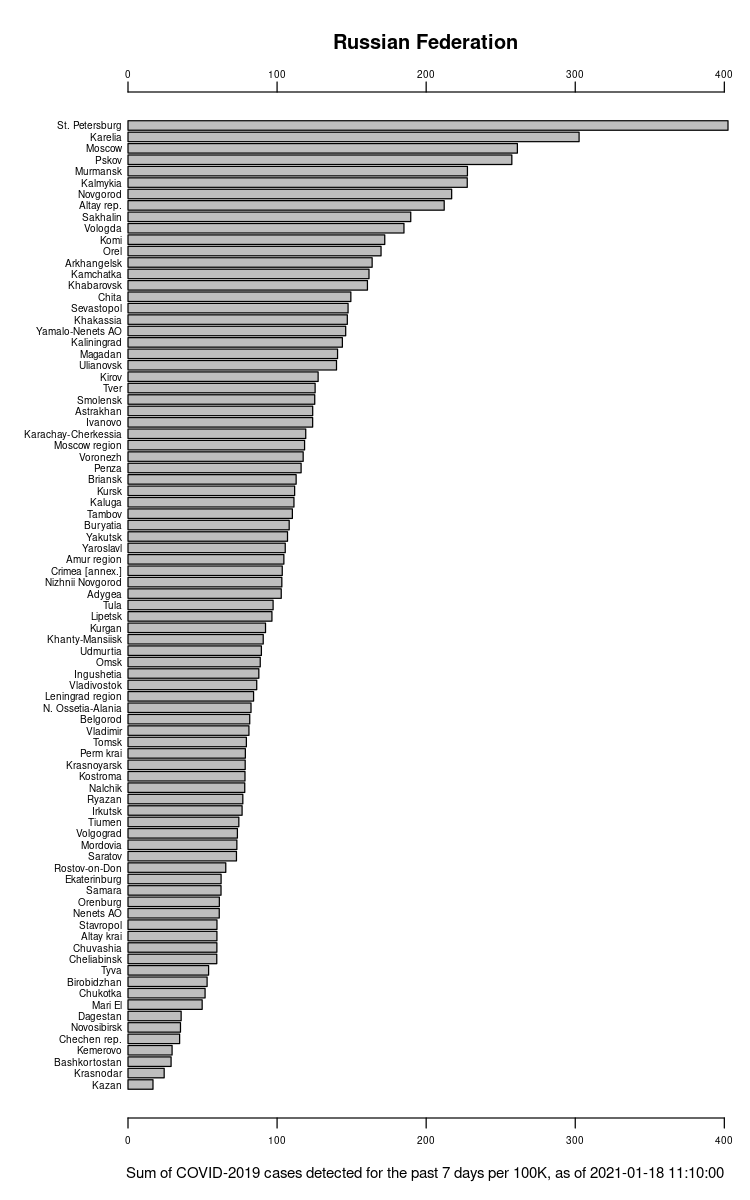 Russian Federation
0 100 200 300 400
St. Petersburg
Karelia
Moscow
Pskov
Murmansk
Kalmykia
Novgorod
Altay rep.
Sakhalin
Vologda
Komi
Orel
Arkhangelsk
Kamchatka
Khabarovsk
Chita
Sevastopol
Khakassia
Yamalo-Nenets AO
Kaliningrad
Magadan
Ulianovsk
Kirov
Tver
Smolensk
Astrakhan
Ivanovo
Karachay-Cherkessia
Moscow region
Voronezh
Penza
Briansk
Kursk
Kaluga
Tambov
Buryatia
Yakutsk
Yaroslavl
Amur region
Crimea [annex.]
Nizhnii Novgorod
Adygea
Tula
Lipetsk
Kurgan
Khanty-Mansiisk
Udmurtia
Omsk
Ingushetia
Vladivostok
Leningrad region
N. Ossetia-Alania
Belgorod
Vladimir
Tomsk
Perm krai
Krasnoyarsk
Kostroma
Nalchik
Ryazan
Irkutsk
Tiumen
Volgograd
Mordovia
Saratov
Rostov-on-Don
Ekaterinburg
Samara
Orenburg
Nenets AO
Stavropol
Altay krai
Chuvashia
Cheliabinsk
Tyva
Birobidzhan
Chukotka
Mari El
Dagestan
Novosibirsk
Chechen rep.
Kemerovo
Bashkortostan
Krasnodar
Kazan
0 100 200 300 400
Sum of COVID-2019 cases detected for the past 7 days per 100K, as of 2021-01-18 11:10:00